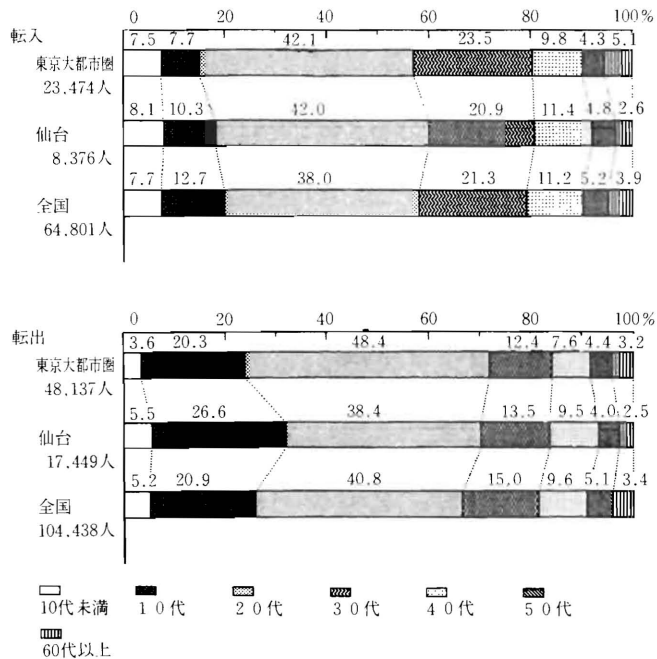 0 20 40 60 80 100%
転入
7.5 7.7 42.1 23.5 9.8 4.3 5.1
東京大都市圏
23.474人
8.1 10.3 42.0 20.9 11.4 4.8 2.6
仙台
8.376人
7.7 12.7 38.0 21.3 11.2 5.2 3.9
全国
64.801人
0 20 40 60 80 100%
転出
3.6 20.3 48.4 12.4 7.6 4.4 3.2
東京大都市圏
48,137人
5.5 26.6 38.4 13.5 9.5 4.0 2.5
仙台
17,449人
5.2 20.9 40.8 15.0 9.6 5.1 3.4
全国
104,438人
10代未満 10代 20代 30代 40代 50代
60代以上